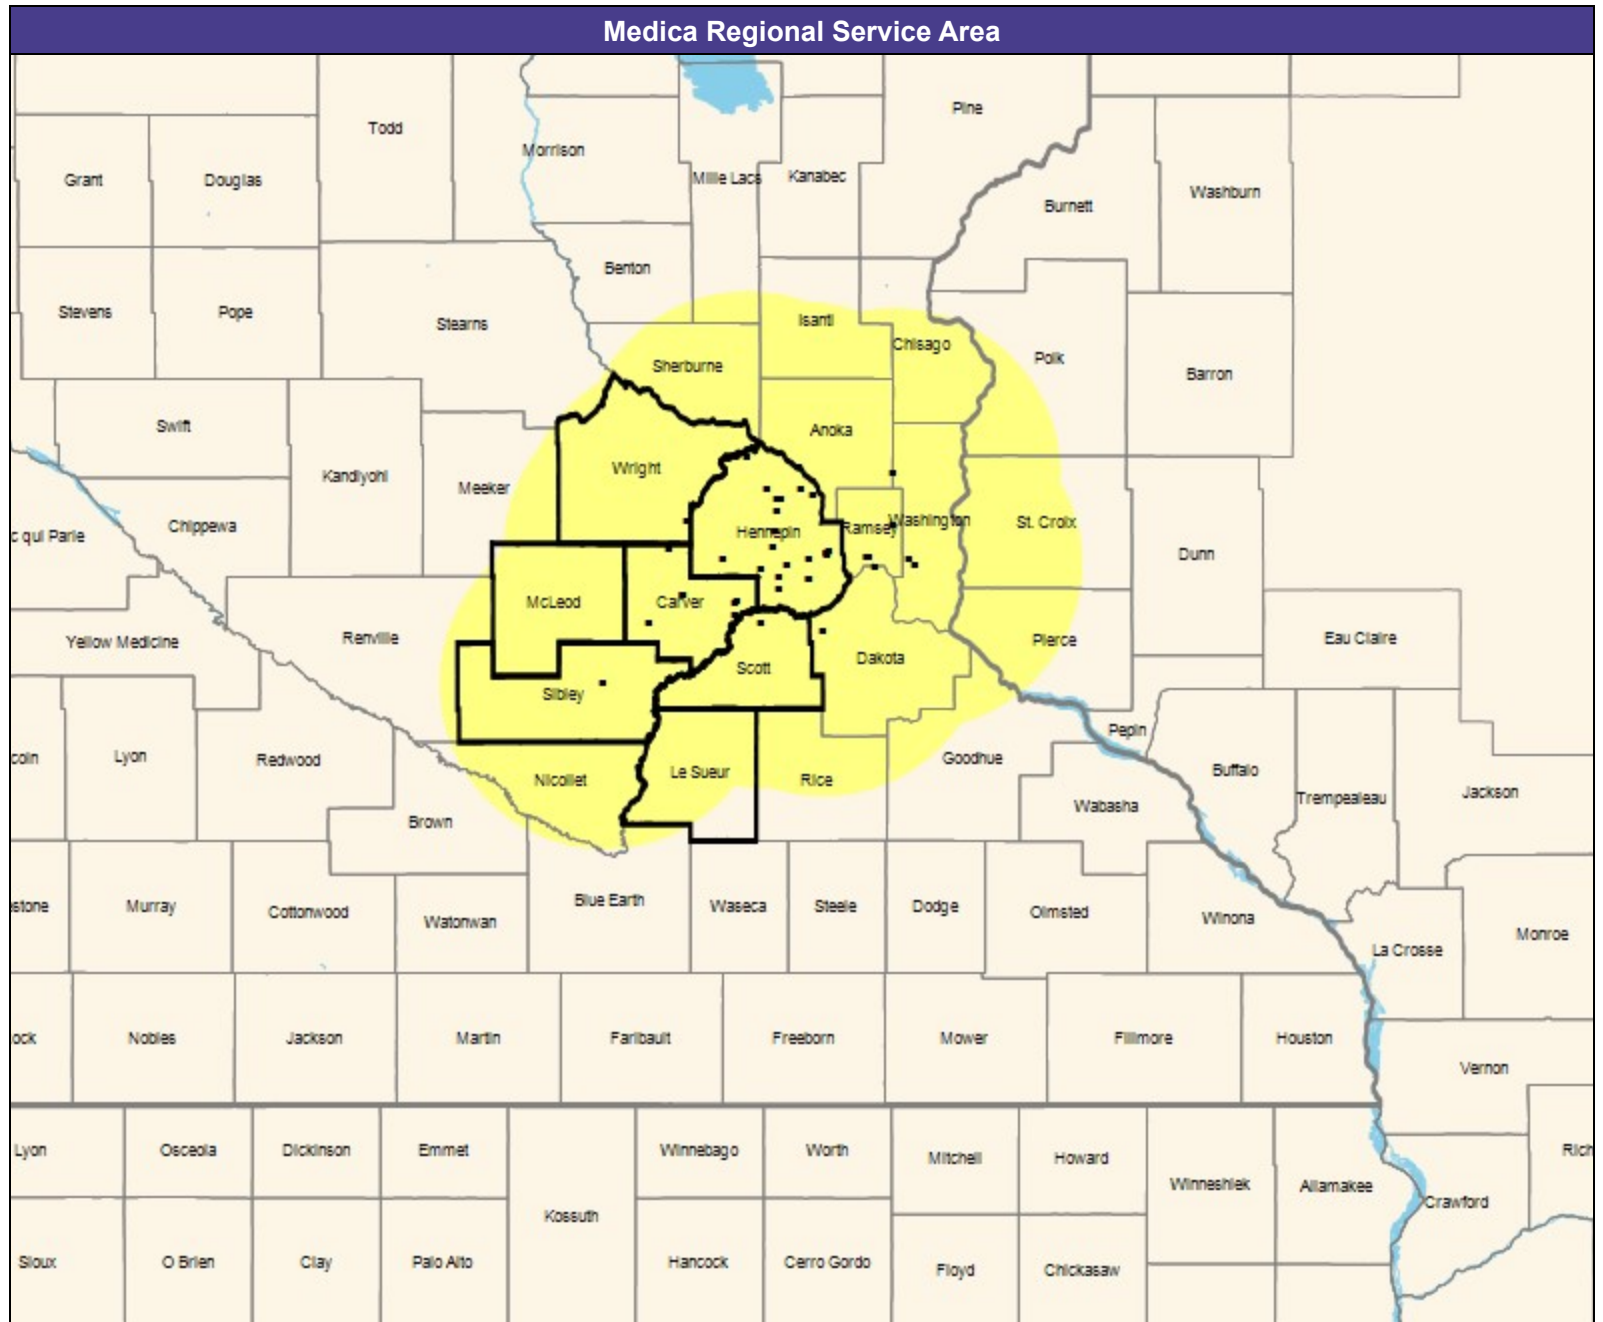 Medica Regional Service Area
Pine
Todd
Morrison
Mille Lacs
Kanabec
Grant
Douglas
Washburn
Burnett
Benton
Stevens
Pope
Stearns
Isanti
Chisago
Polk
Sherburne
Barron
Swift
Anoka
Wright
Kandiyohi
Meeker
Chippewa
Hennepin
Ramsey
Washington
St. Croix
c qui Parle
Dunn
McLeod
Carver
Yellow Medicine
Renville
Pierce
Eau Claire
Scott
Dakota
Sibley
Pepin
coln
Lyon
Redwood
Nicollet
Le Sueur
Rice
Goodhue
Buffalo
Trempealeau
Jackson
Wabasha
Brown
stone
Murray
Cottonwood
Watonwan
Blue Earth
Waseca
Steele
Dodge
Olmsted
Winona
La Crosse
Monroe
ock
Nobles
Jackson
Martin
Faribault
Freeborn
Mower
Fillmore
Houston
Vernon
Lyon
Osceola
Dickinson
Emmet
Winnebago
Worth
Mitchell
Howard
Rich
Winneshiek
Allamakee
Crawford
Kossuth
Sioux
O Brien
Clay
Palo Alto
Hancock
Cerro Gordo
Floyd
Chickasaw